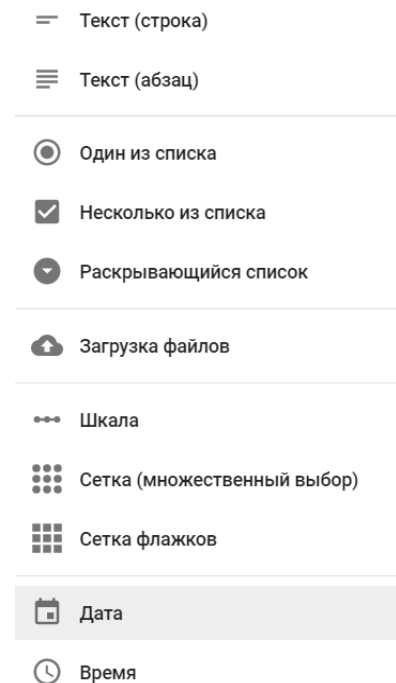 Текст (строка)
Текст (абзац)
Один из списка
Несколько из списка
Раскрывающийся список
Загрузка файлов
Шкала
Сетка (множественный выбор)
Сетка флажков
Дата
Время